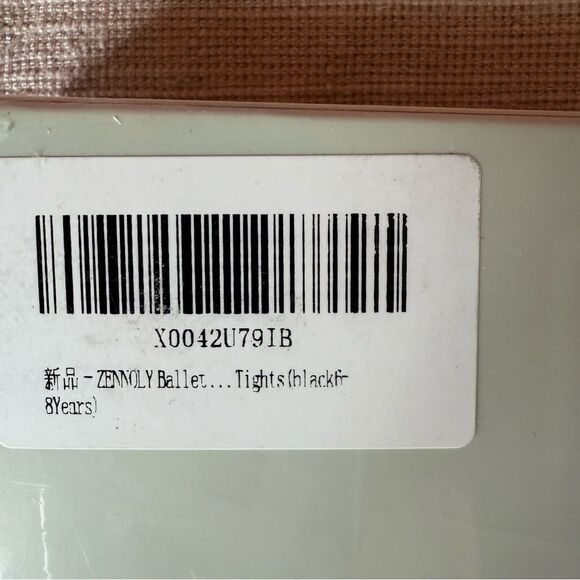 X0042U79IB
新品-ZENNOLY Ballet...Tights(black6-
8Years)